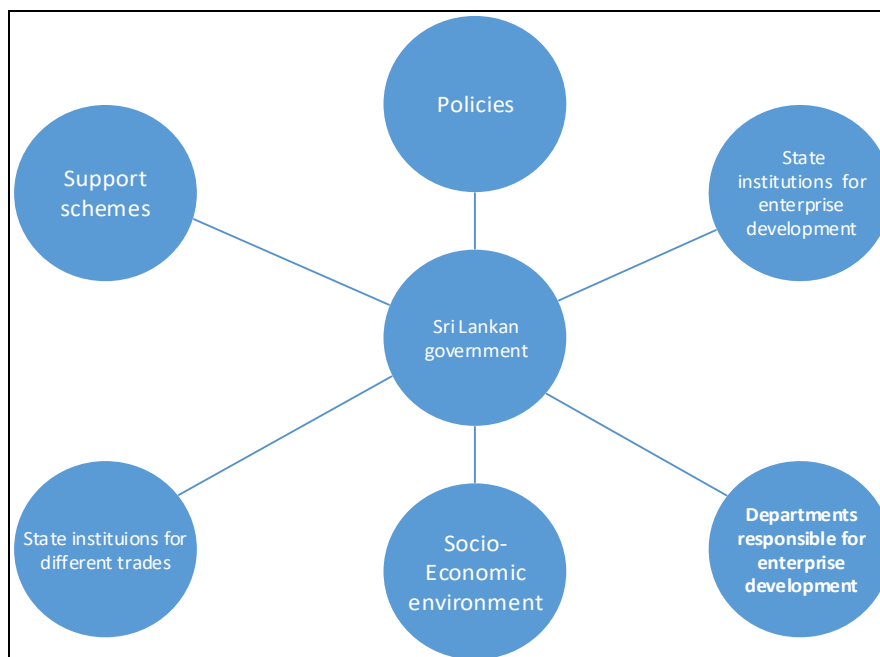 Policies
State
institutions for
enterprise
development
Support
schemes
Sri Lankan
government
State instituions for
different trades
Socio-
Economic
environment
Departments
responsible for
enterprise
development